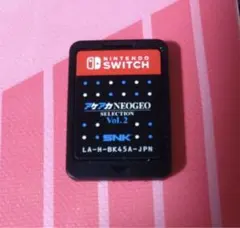 NINTENDO
SWITCH
アケアカNEOGEO
SELECTION
Vol.2
SNK
LA-H-BK45A-JPN